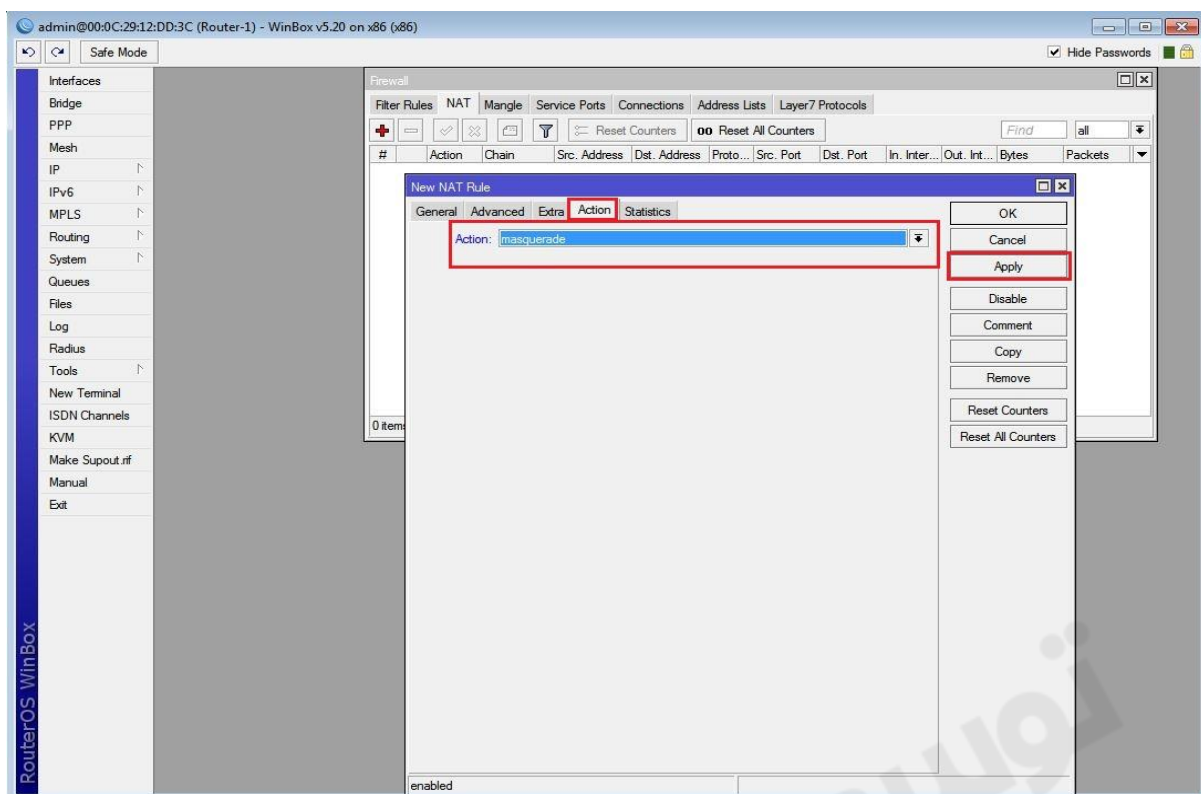 admin@00:0C:29:12:DD:3C (Router-1) - WinBox v5.20 on x86 (x86)
Safe Mode
Hide Passwords
Interfaces
Bridge
PPP
Mesh
IP
IPv6
MPLS
Routing
System
Queues
Files
Log
Radius
Tools
New Terminal
ISDN Channels
KVM
Make Supout.rif
Manual
Exit
RouterOS WinBox
Firewall
Filter Rules NAT Mangle Service Ports Connections Address Lists Layer7 Protocols
Reset Counters 00 Reset All Counters Find all
# Action Chain Src. Address Dst. Address Proto... Src. Port Dst. Port In. Inter... Out. Int... Bytes Packets
0 items
New NAT Rule
General Advanced Extra Action Statistics
Action: masquerade
OK
Cancel
Apply
Disable
Comment
Copy
Remove
Reset Counters
Reset All Counters
enabled